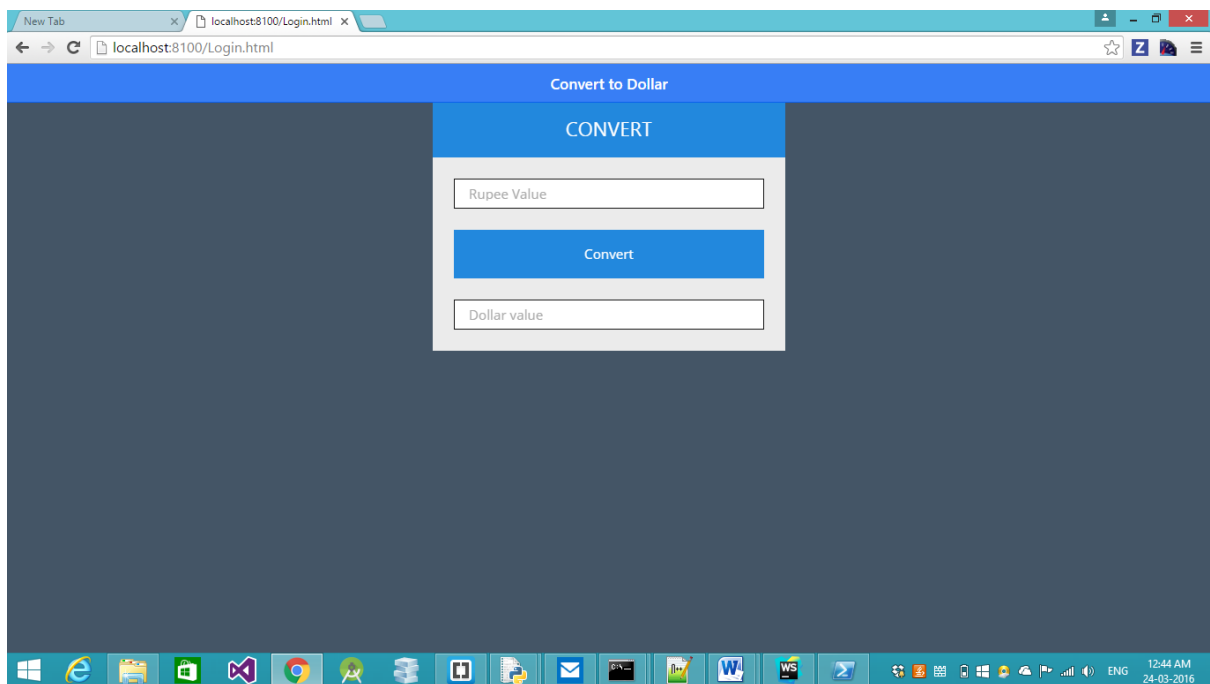 New Tab
localhost:8100/Login.html
localhost:8100/Login.html
Z
Convert to Dollar
CONVERT
Rupee Value
Convert
Dollar value
W
WS
ENG
12:44 AM
24-03-2016